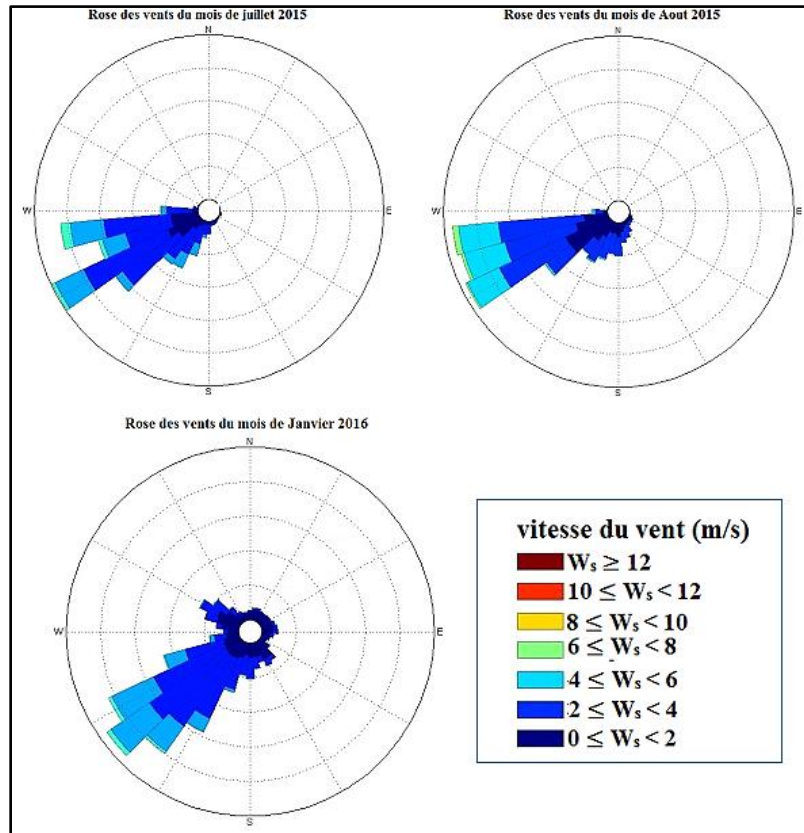 Rose des vents du mois de juillet 2015
N
W
E
S
Rose des vents du mois de Aout 2015
N
W
E
S
Rose des vents du mois de Janvier 2016
N
W
E
S
vitesse du vent (m/s)
Wₛ ≥ 12
10 ≤ Wₛ < 12
8 ≤ Wₛ < 10
6 ≤ Wₛ < 8
4 ≤ Wₛ < 6
2 ≤ Wₛ < 4
0 ≤ Wₛ < 2